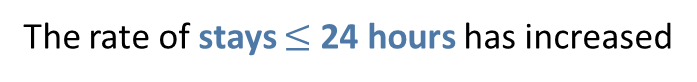 The rate of stays ≤ 24 hours has increased